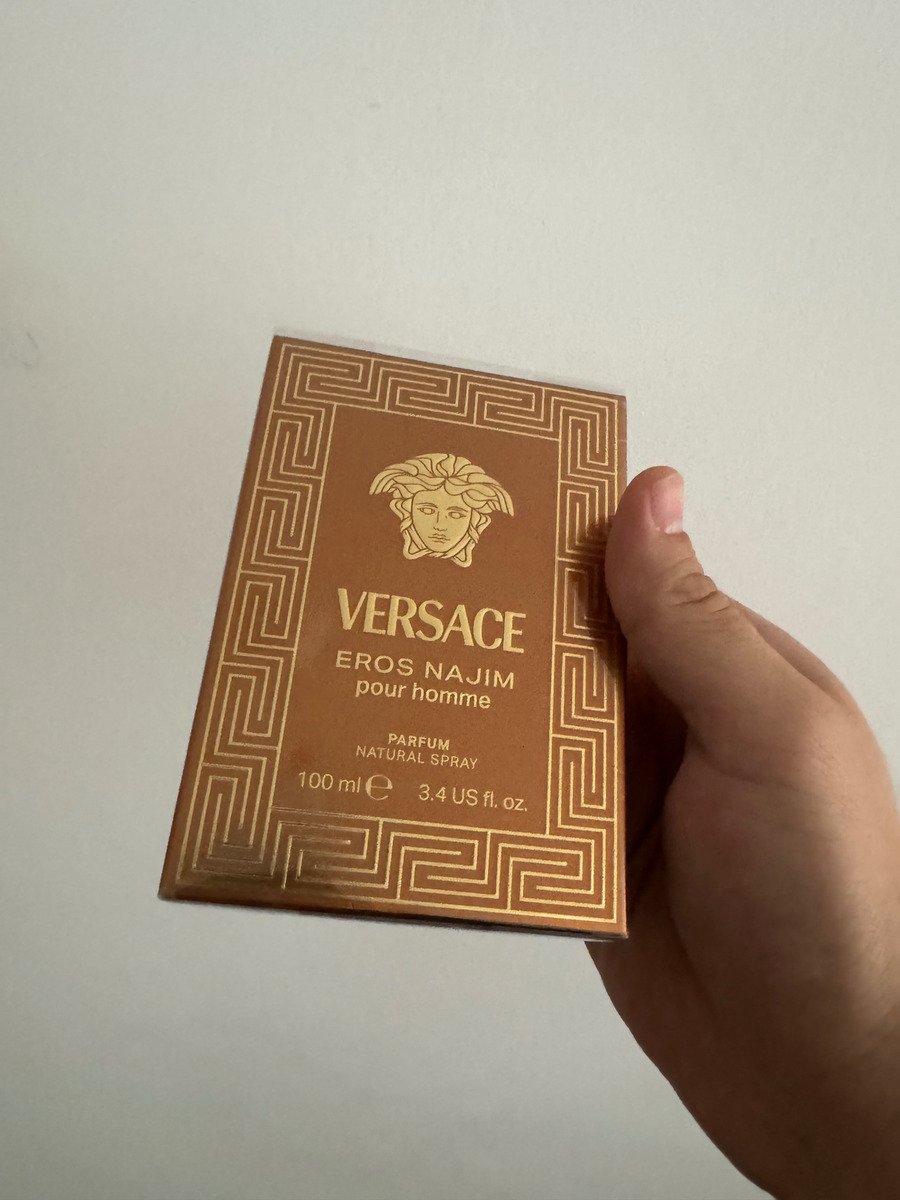 VERSACE
EROS NAJIM
pour homme
PARFUM
NATURAL SPRAY
100 ml ℮ 3.4 US fl. oz.